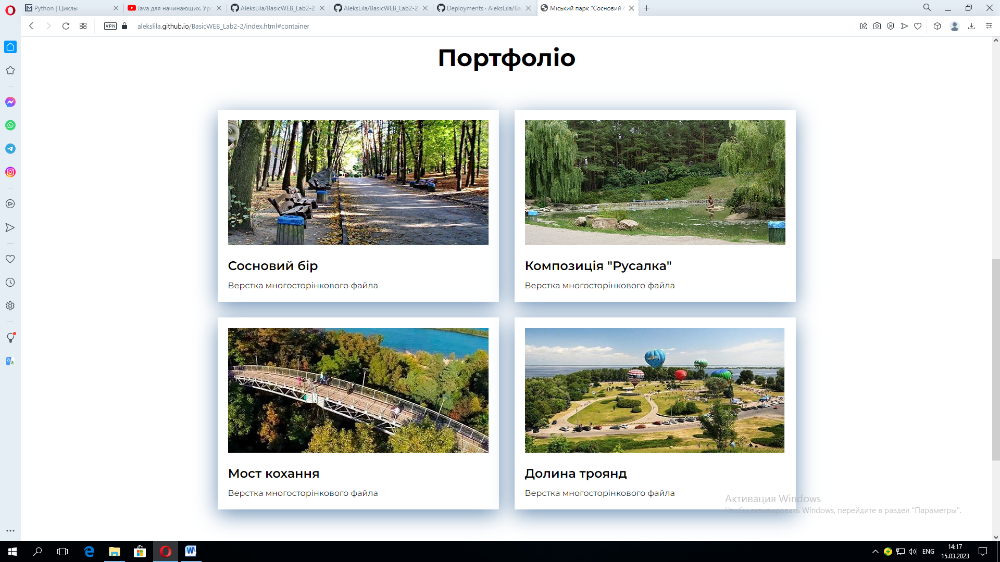 Python | Циклы
Java для начинающих. Уро
AleksLila/BasicWEB_Lab2-2
AleksLila/BasicWEB_Lab2-2
Deployments · AleksLila/Ba
Міський парк "Сосновий б
VPN
alekslila.github.io/BasicWEB_Lab2-2/index.html#container
Портфоліо
Сосновий бір
Верстка многосторінкового файла
Композиція "Русалка"
Верстка многосторінкового файла
Мост кохання
Верстка многосторінкового файла
Долина троянд
Верстка многосторінкового файла
Активация Windows
Чтобы активировать Windows, перейдите в раздел "Параметры".
ENG
14:17
15.03.2023